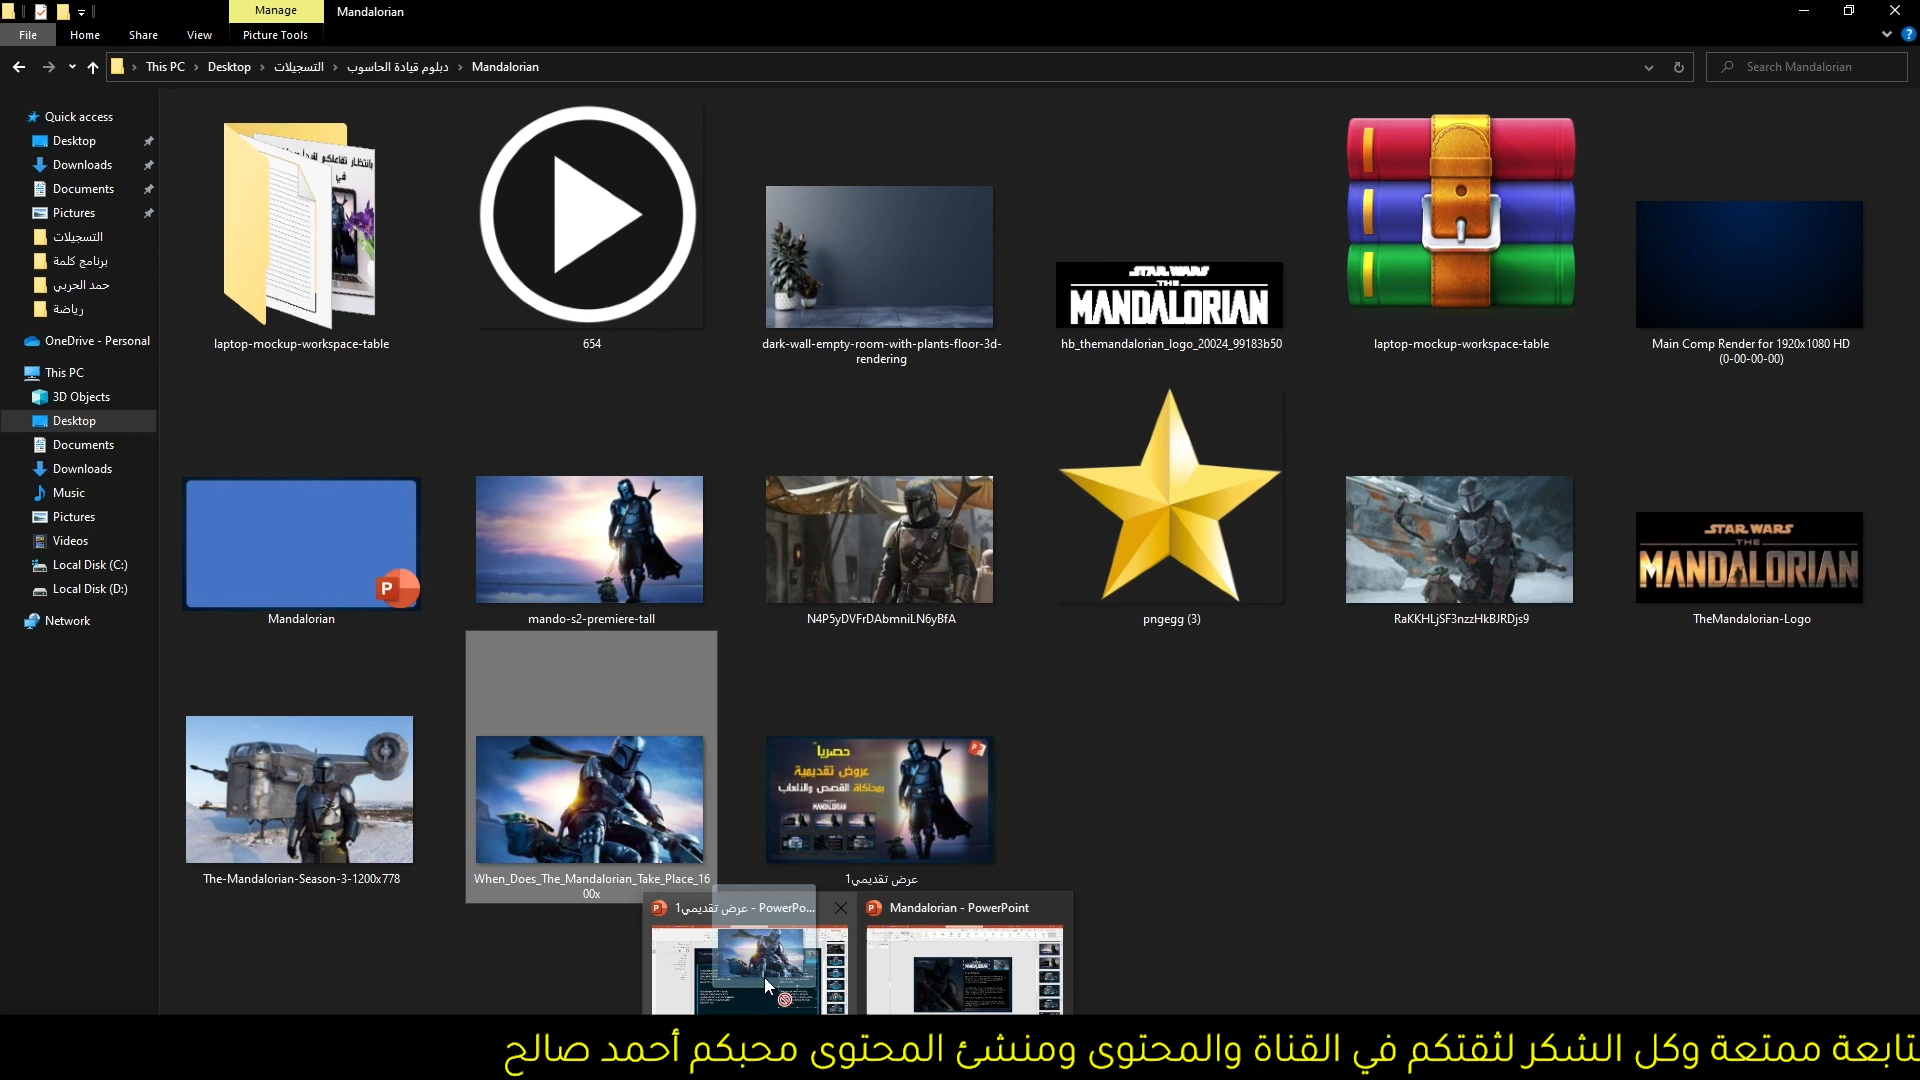 Manage
Mandalorian
File
Home
Share
View
Picture Tools
This PC
Desktop
التسجيلات
دبلوم قيادة الحاسوب
Mandalorian
Search Mandalorian
Quick access
Desktop
Downloads
Documents
Pictures
التسجيلات
برنامج كلمة
حمد الحربي
رياضة
OneDrive - Personal
This PC
3D Objects
Desktop
Documents
Downloads
Music
Pictures
Videos
Local Disk (C:)
Local Disk (D:)
Network
laptop-mockup-workspace-table
654
dark-wall-empty-room-with-plants-floor-3d-
rendering
STAR WARS
THE
MANDALORIAN
hb_themandalorian_logo_20024_99183b50
laptop-mockup-workspace-table
Main Comp Render for 1920x1080 HD
(0-00-00-00)
Mandalorian
mando-s2-premiere-tall
N4P5yDVFrDAbmniLN6yBfA
pngegg (3)
RaKKHLjSF3nzzHkBJRDjs9
STAR WARS
THE
MANDALORIAN
TheMandalorian-Logo
The-Mandalorian-Season-3-1200x778
When_Does_The_Mandalorian_Take_Place_16
00x
حصرياً
عروض تقديمية
بمحاكاة القصص والالعاب
MANDALORIAN
عرض تقديمي1
عرض تقديمي1 - PowerPo...
Mandalorian - PowerPoint
تابعة ممتعة وكل الشكر لثقتكم في القناة والمحتوى ومنشئ المحتوى محبكم أحمد صالح